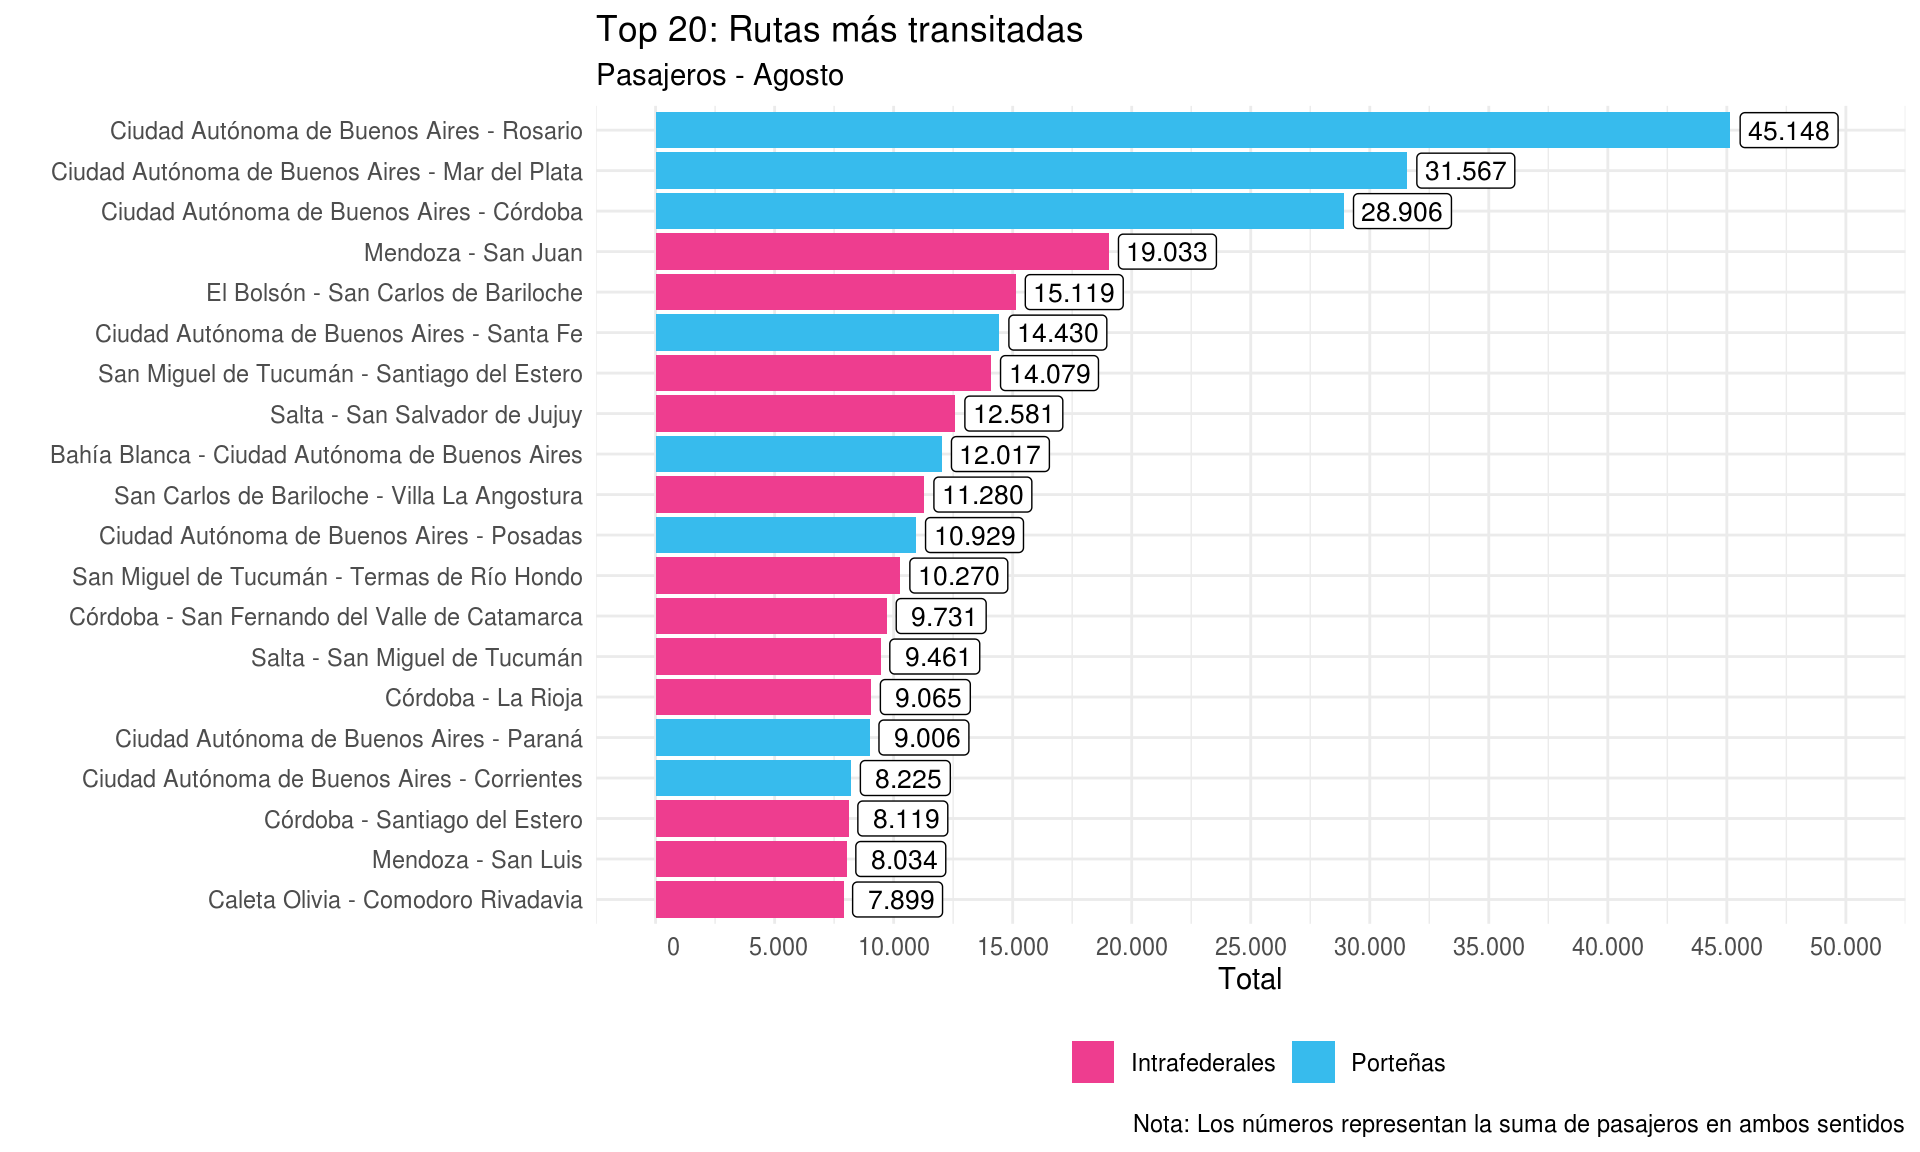 Top 20: Rutas más transitadas
Pasajeros - Agosto
Ciudad Autónoma de Buenos Aires - Rosario 45.148
Ciudad Autónoma de Buenos Aires - Mar del Plata 31.567
Ciudad Autónoma de Buenos Aires - Córdoba 28.906
Mendoza - San Juan 19.033
El Bolsón - San Carlos de Bariloche 15.119
Ciudad Autónoma de Buenos Aires - Santa Fe 14.430
San Miguel de Tucumán - Santiago del Estero 14.079
Salta - San Salvador de Jujuy 12.581
Bahía Blanca - Ciudad Autónoma de Buenos Aires 12.017
San Carlos de Bariloche - Villa La Angostura 11.280
Ciudad Autónoma de Buenos Aires - Posadas 10.929
San Miguel de Tucumán - Termas de Río Hondo 10.270
Córdoba - San Fernando del Valle de Catamarca 9.731
Salta - San Miguel de Tucumán 9.461
Córdoba - La Rioja 9.065
Ciudad Autónoma de Buenos Aires - Paraná 9.006
Ciudad Autónoma de Buenos Aires - Corrientes 8.225
Córdoba - Santiago del Estero 8.119
Mendoza - San Luis 8.034
Caleta Olivia - Comodoro Rivadavia 7.899
0 5.000 10.000 15.000 20.000 25.000 30.000 35.000 40.000 45.000 50.000
Total
Intrafederales Porteñas
Nota: Los números representan la suma de pasajeros en ambos sentidos